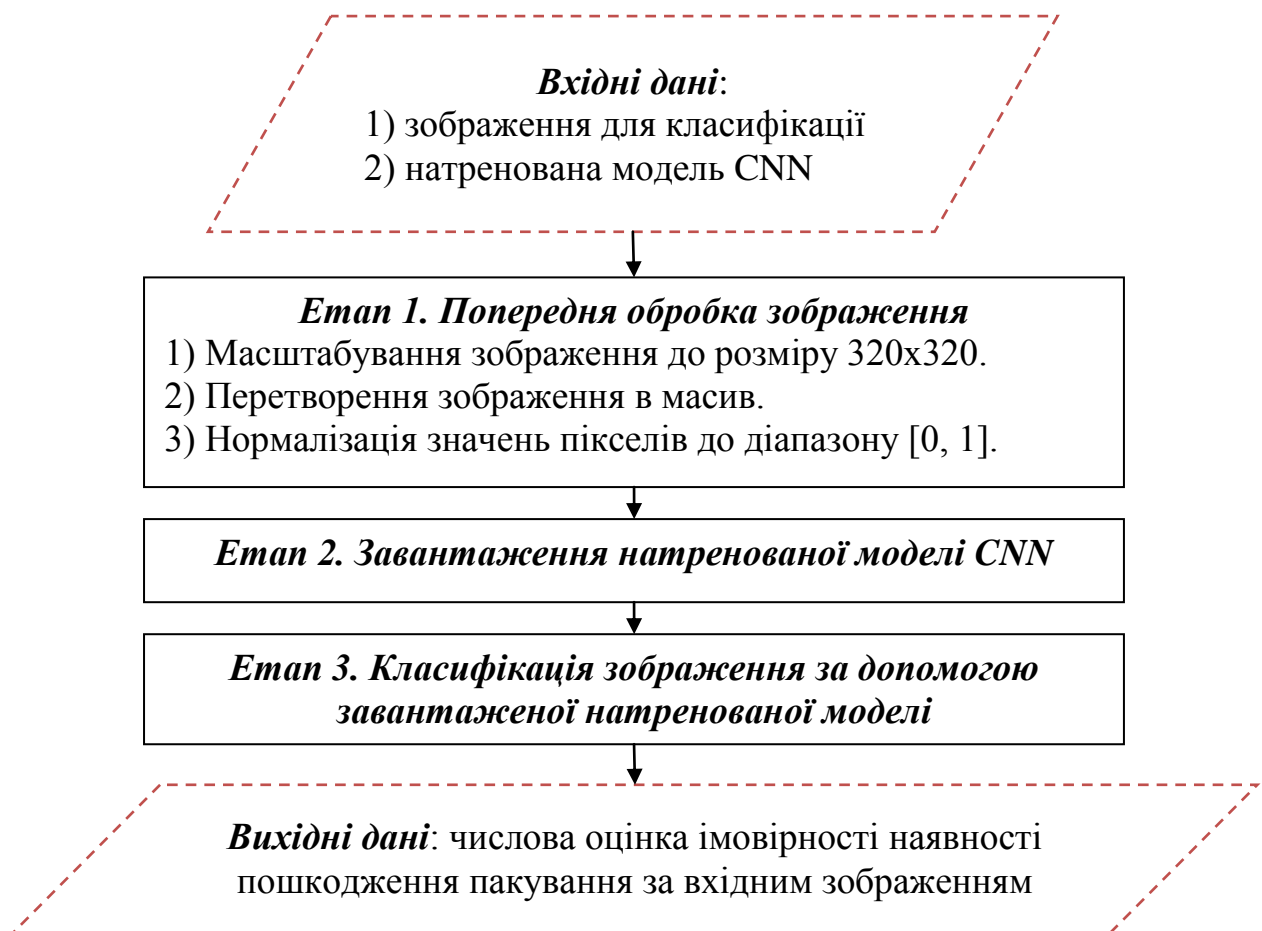 Вхідні дані:
1) зображення для класифікації
2) натренована модель CNN
Етап 1. Попередня обробка зображення
1) Масштабування зображення до розміру 320х320.
2) Перетворення зображення в масив.
3) Нормалізація значень пікселів до діапазону [0, 1].
Етап 2. Завантаження натренованої моделі CNN
Етап 3. Класифікація зображення за допомогою
завантаженої натренованої моделі
Вихідні дані: числова оцінка імовірності наявності
пошкодження пакування за вхідним зображенням